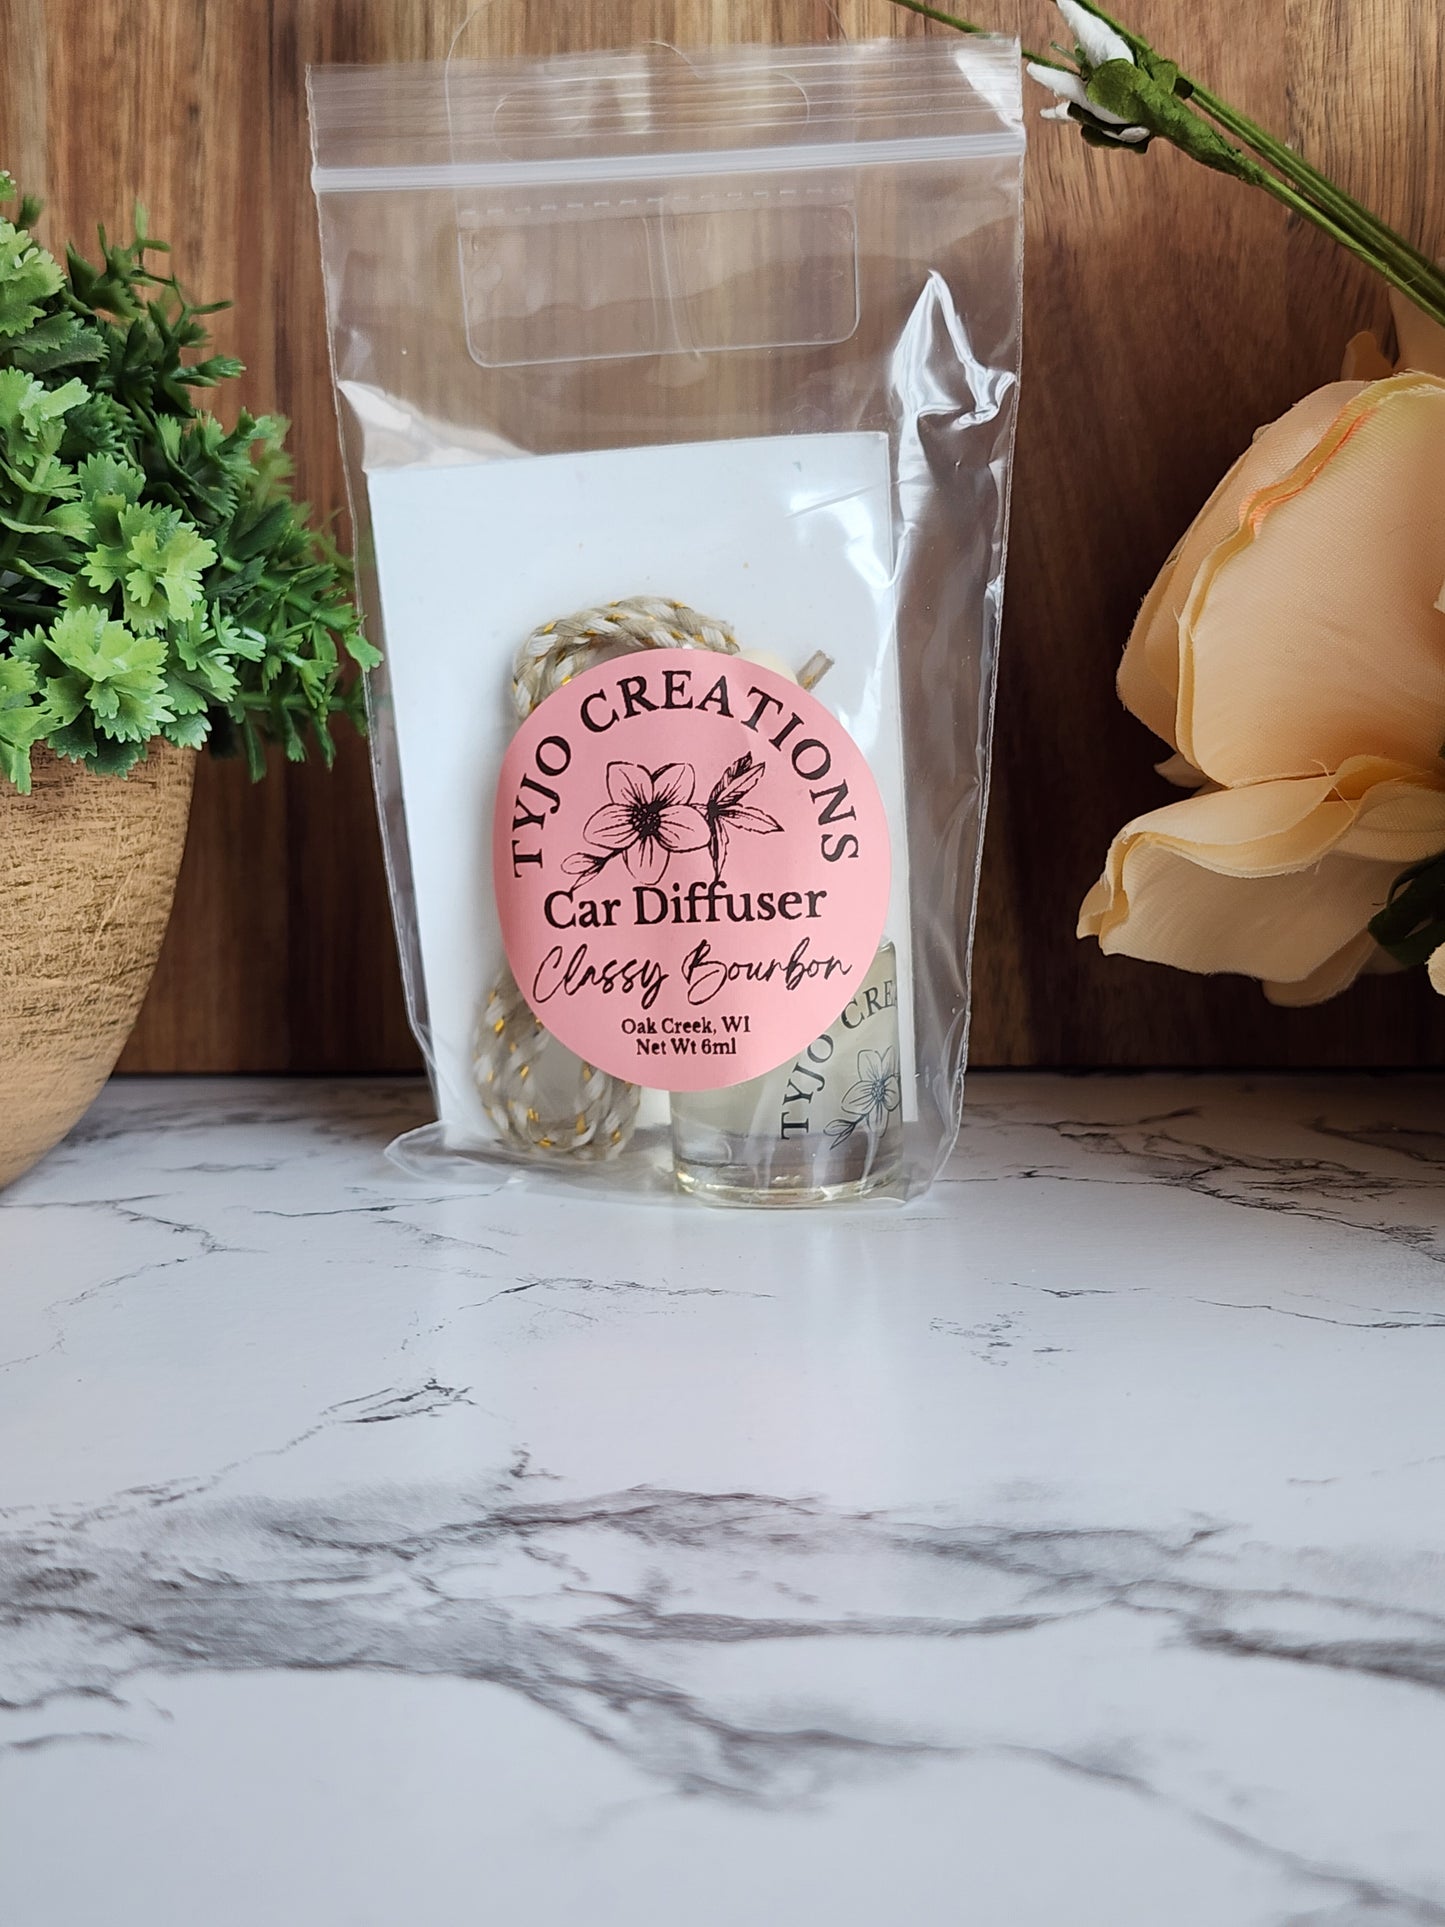 TYJO CREATIONS
Car Diffuser
Classy Bourbon
Oak Creek, WI
Net Wt 6ml
TYJO CREA